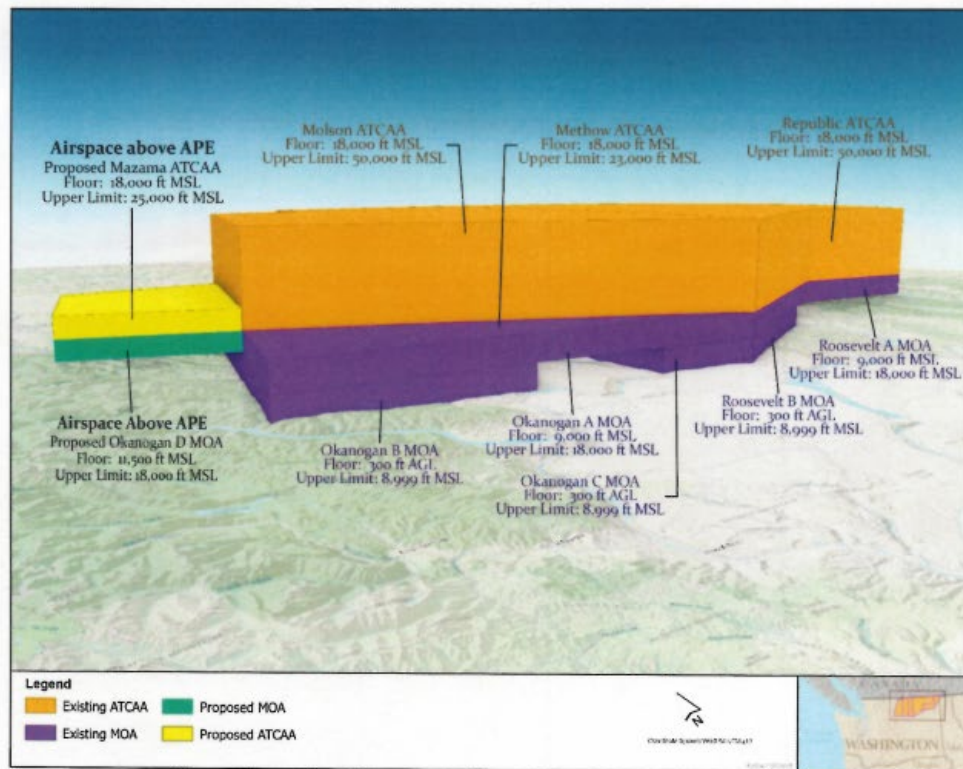 Airspace above APE
Proposed Mazama ATCAA
Floor: 18,000 ft MSL
Upper Limit: 25,000 ft MSL
Molson ATCAA
Floor: 18,000 ft MSL
Upper Limit: 50,000 ft MSL
Methow ATCAA
Floor: 18,000 ft MSL
Upper Limit: 23,000 ft MSL
Republic ATCAA
Floor: 18,000 ft MSL
Upper Limit: 50,000 ft MSL
Airspace Above APE
Proposed Okanogan D MOA
Floor: 11,500 ft MSL
Upper Limit: 18,000 ft MSL
Okanogan B MOA
Floor: 300 ft AGL
Upper Limit: 8,999 ft MSL
Okanogan A MOA
Floor: 9,000 ft MSL
Upper Limit: 18,000 ft MSL
Okanogan C MOA
Floor: 300 ft AGL
Upper Limit: 8,999 ft MSL
Roosevelt B MOA
Floor: 300 ft AGL
Upper Limit: 8,999 ft MSL
Roosevelt A MOA
Floor: 9,000 ft MSL
Upper Limit: 18,000 ft MSL
Legend
Existing ATCAA
Proposed MOA
Existing MOA
Proposed ATCAA
N
CANADA
WASHINGTON